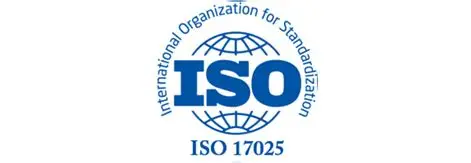 International Organization for Standardization
ISO
ISO 17025